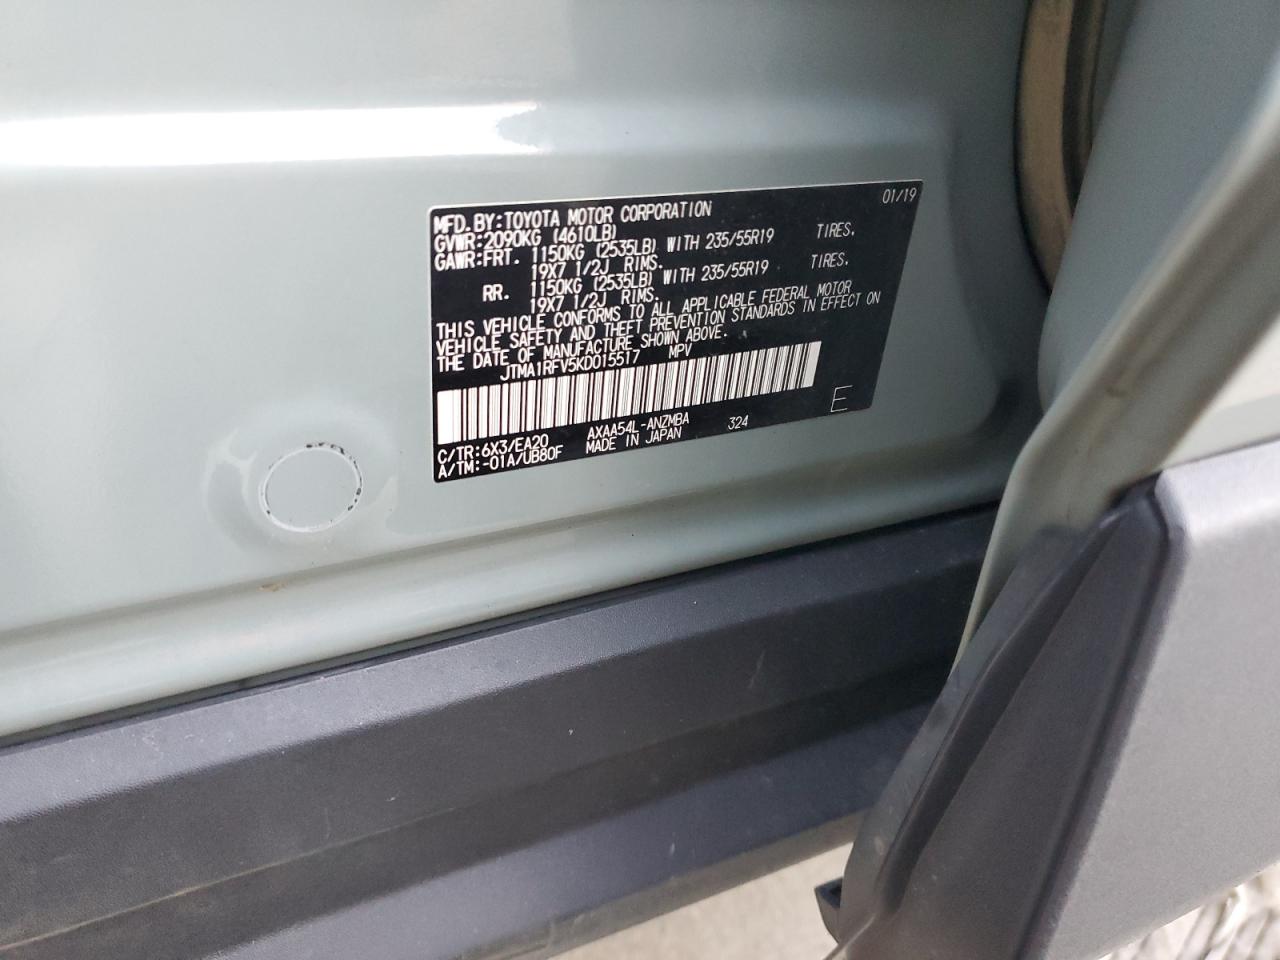 01/19
MFD.BY:TOYOTA MOTOR CORPORATION
GVWR:2090KG (4610LB)
GAWR:FRT. 1150KG (2535LB) WITH 235/55R19 TIRES.
19X7 1/2J RIMS.
RR. 1150KG (2535LB) WITH 235/55R19 TIRES.
19X7 1/2J RIMS.
THIS VEHICLE CONFORMS TO ALL APPLICABLE FEDERAL MOTOR
VEHICLE SAFETY AND THEFT PREVENTION STANDARDS IN EFFECT ON
THE DATE OF MANUFACTURE SHOWN ABOVE.
JTMA1RFV5KD015517 MPV
E
C/TR:6X3/EA20 AXAA54L-ANZMBA 324
A/TM:-01A/UB80F MADE IN JAPAN